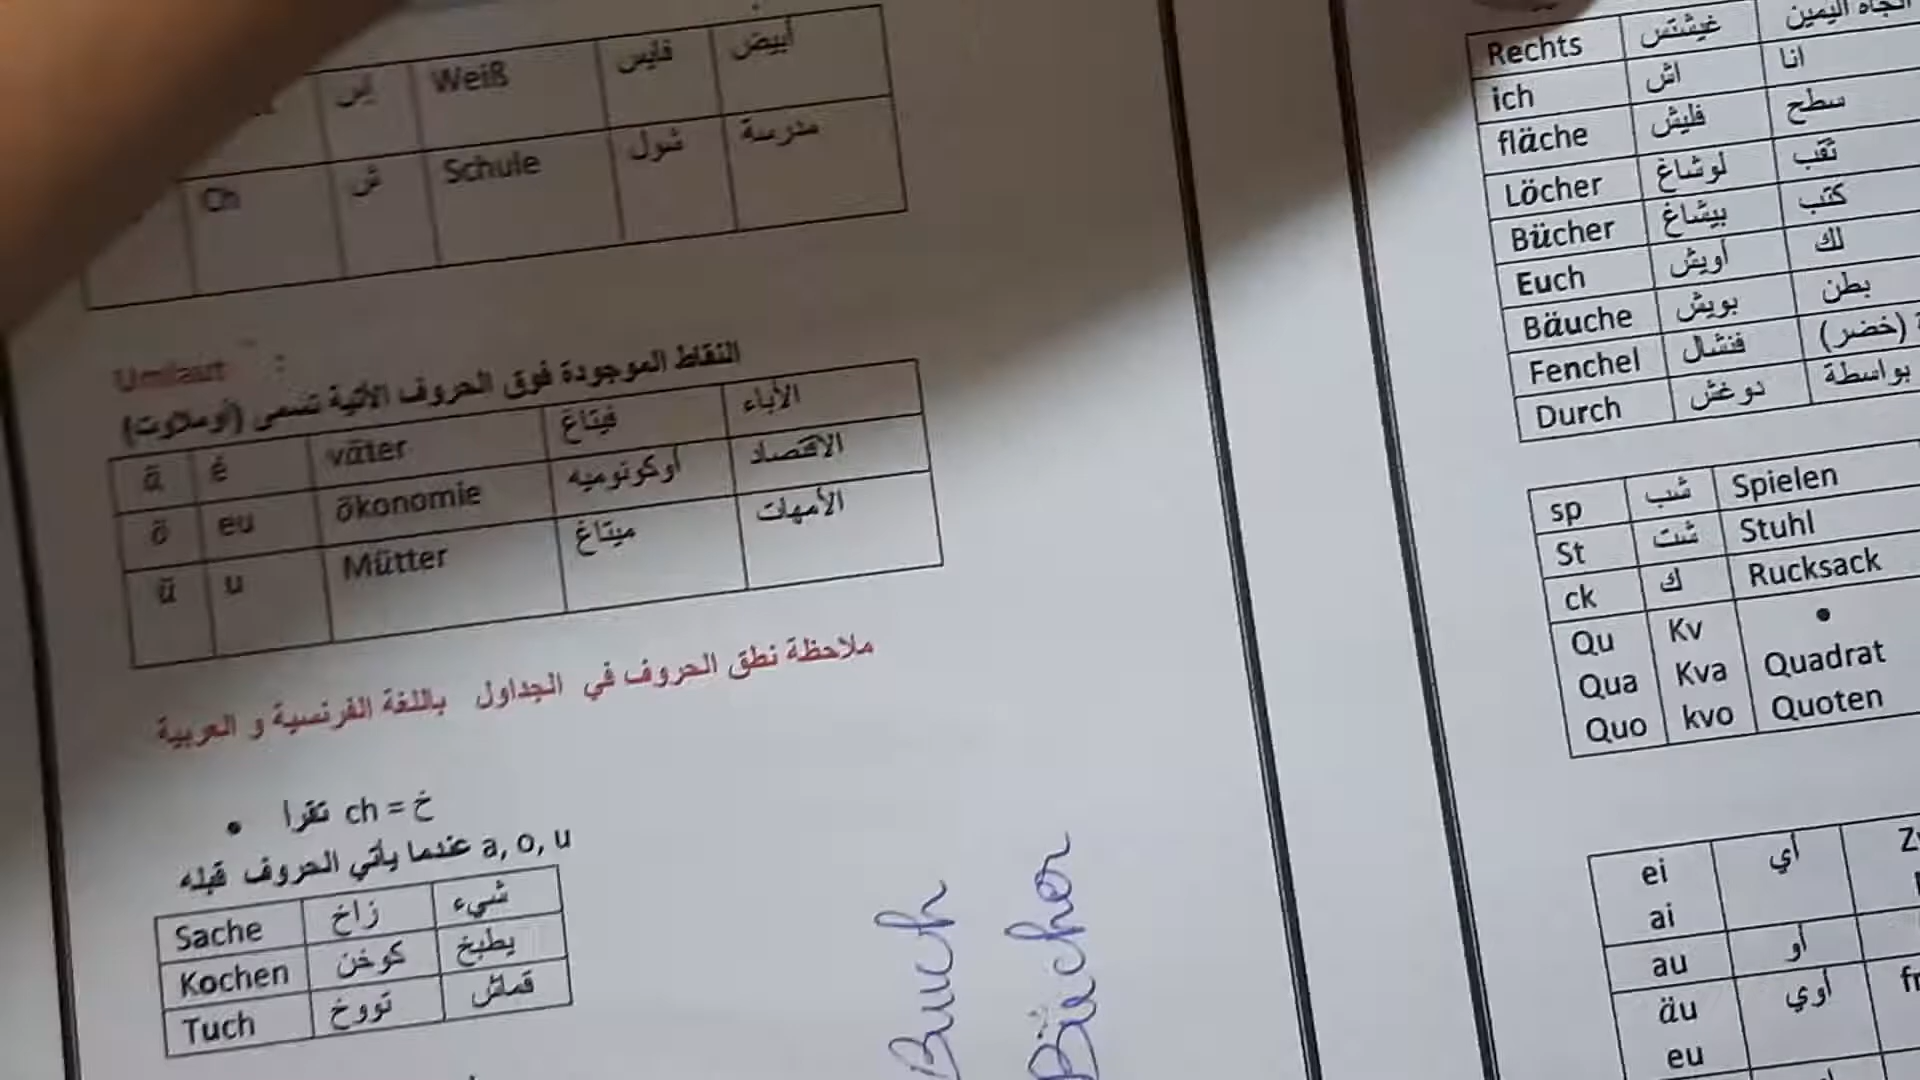 إس Weiß فايس أبيض
Ch ش Schule شول مدرسة
Umlaut :
النقاط الموجودة فوق الحروف الآتية تسمى (أوملاوت)
ä é väter فيتاغ الأباء
ö eu ökonomie أوكونوميه الاقتصاد
ü u Mütter ميتاغ الأمهات
ملاحظة نطق الحروف في الجداول باللغة الفرنسية و العربية
• تقرا ch = خ
عندما يأتي الحروف قبله a, o, u
Sache زاخ شيء
Kochen كوخن يطبخ
Tuch تووخ قماش
Buch
Bücher
Rechts غيشتس اتجاه اليمين
ich اش انا
fläche فليش سطح
Löcher لوشاغ ثقب
Bücher بيشاغ كتب
Euch أويش لك
Bäuche بويش بطن
Fenchel فنشال (خضر)
Durch دوغش بواسطة
sp شب Spielen
St شت Stuhl
ck ك Rucksack
Qu Kv •
Qua Kva Quadrat
Quo kvo Quoten
ei أي
ai
au أو
äu أوي
eu